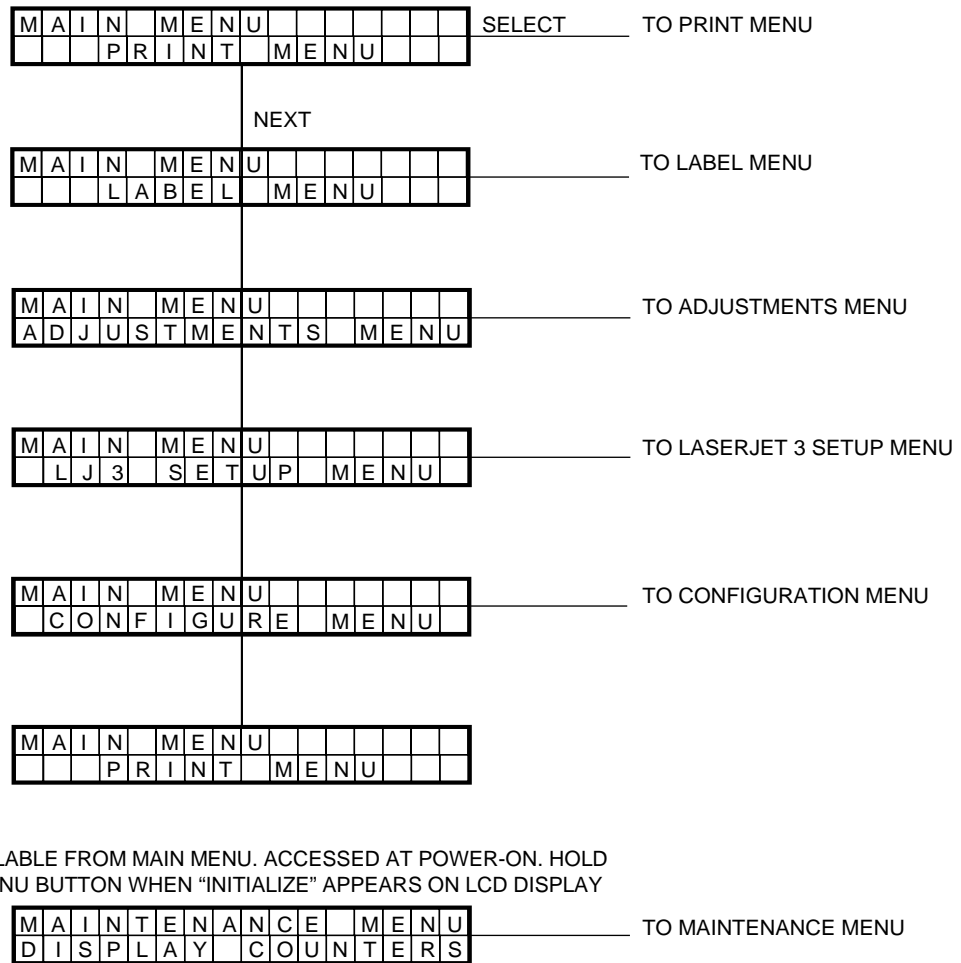 MAIN MENU SELECT TO PRINT MENU
PRINT MENU
NEXT
MAIN MENU TO LABEL MENU
LABEL MENU
MAIN MENU TO ADJUSTMENTS MENU
ADJUSTMENTS MENU
MAIN MENU TO LASERJET 3 SETUP MENU
LJ3 SETUP MENU
MAIN MENU TO CONFIGURATION MENU
CONFIGURE MENU
MAIN MENU
PRINT MENU
FROM MAIN MENU. ACCESSED AT POWER-ON. HOLD
BUTTON WHEN “INITIALIZE” APPEARS ON LCD DISPLAY
MAINTENANCE MENU TO MAINTENANCE MENU
DISPLAY COUNTERS